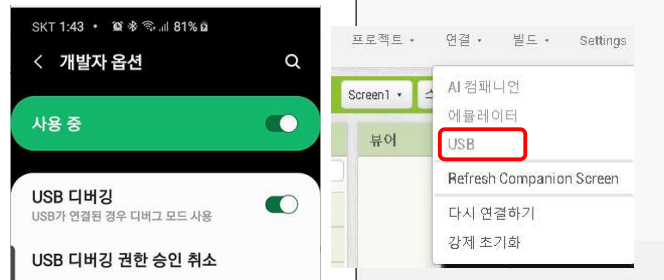 SKT 1:43 • 81%
< 개발자 옵션
사용 중
USB 디버깅
USB가 연결된 경우 디버그 모드 사용
USB 디버깅 권한 승인 취소
프로젝트 • 연결 • 빌드 • Settings
Screen1 •
뷰어
AI 컴패니언
에뮬레이터
USB
Refresh Companion Screen
다시 연결하기
강제 초기화